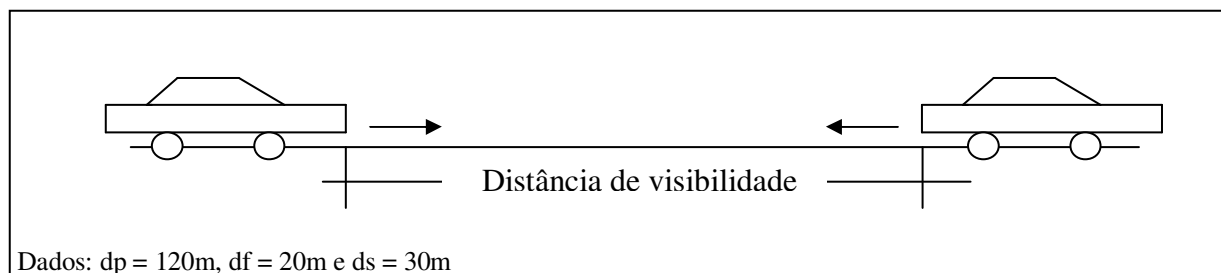 Distância de visibilidade
Dados: dp = 120m, df = 20m e ds = 30m